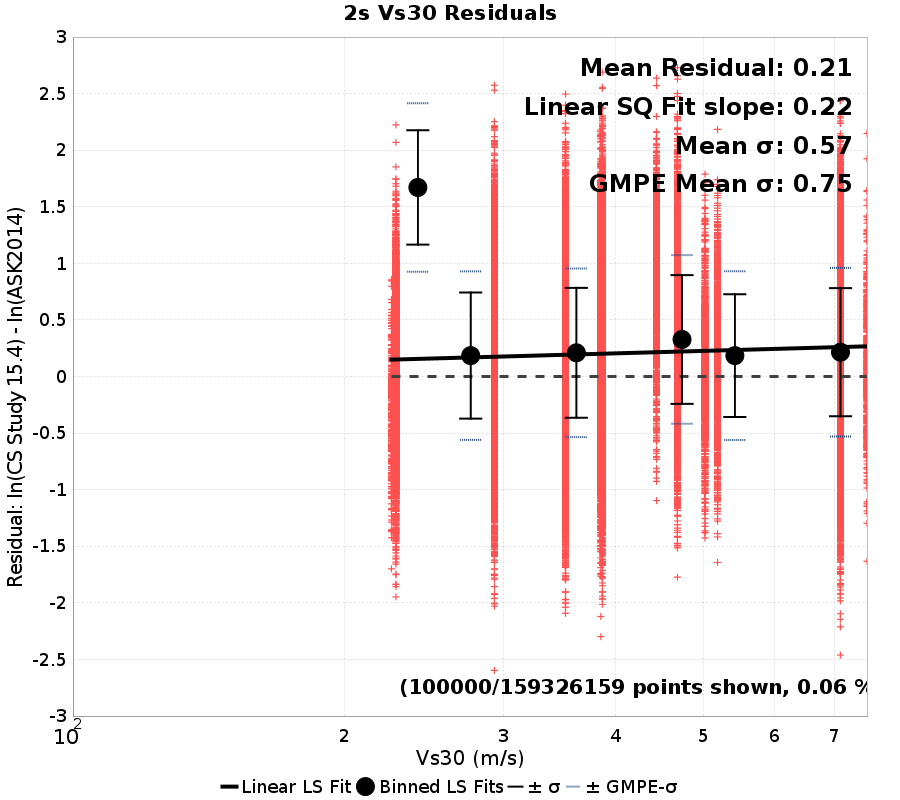 2s Vs30 Residuals
Residual: ln(CS Study 15.4) - ln(ASK2014)
3
2.5
2
1.5
1
0.5
0
-0.5
-1
-1.5
-2
-2.5
-3
Mean Residual: 0.21
Linear SQ Fit slope: 0.22
Mean σ: 0.57
GMPE Mean σ: 0.75
(100000/159326159 points shown, 0.06 %
10² 2 3 4 5 6 7
Vs30 (m/s)
Linear LS Fit Binned LS Fits ± σ ± GMPE-σ